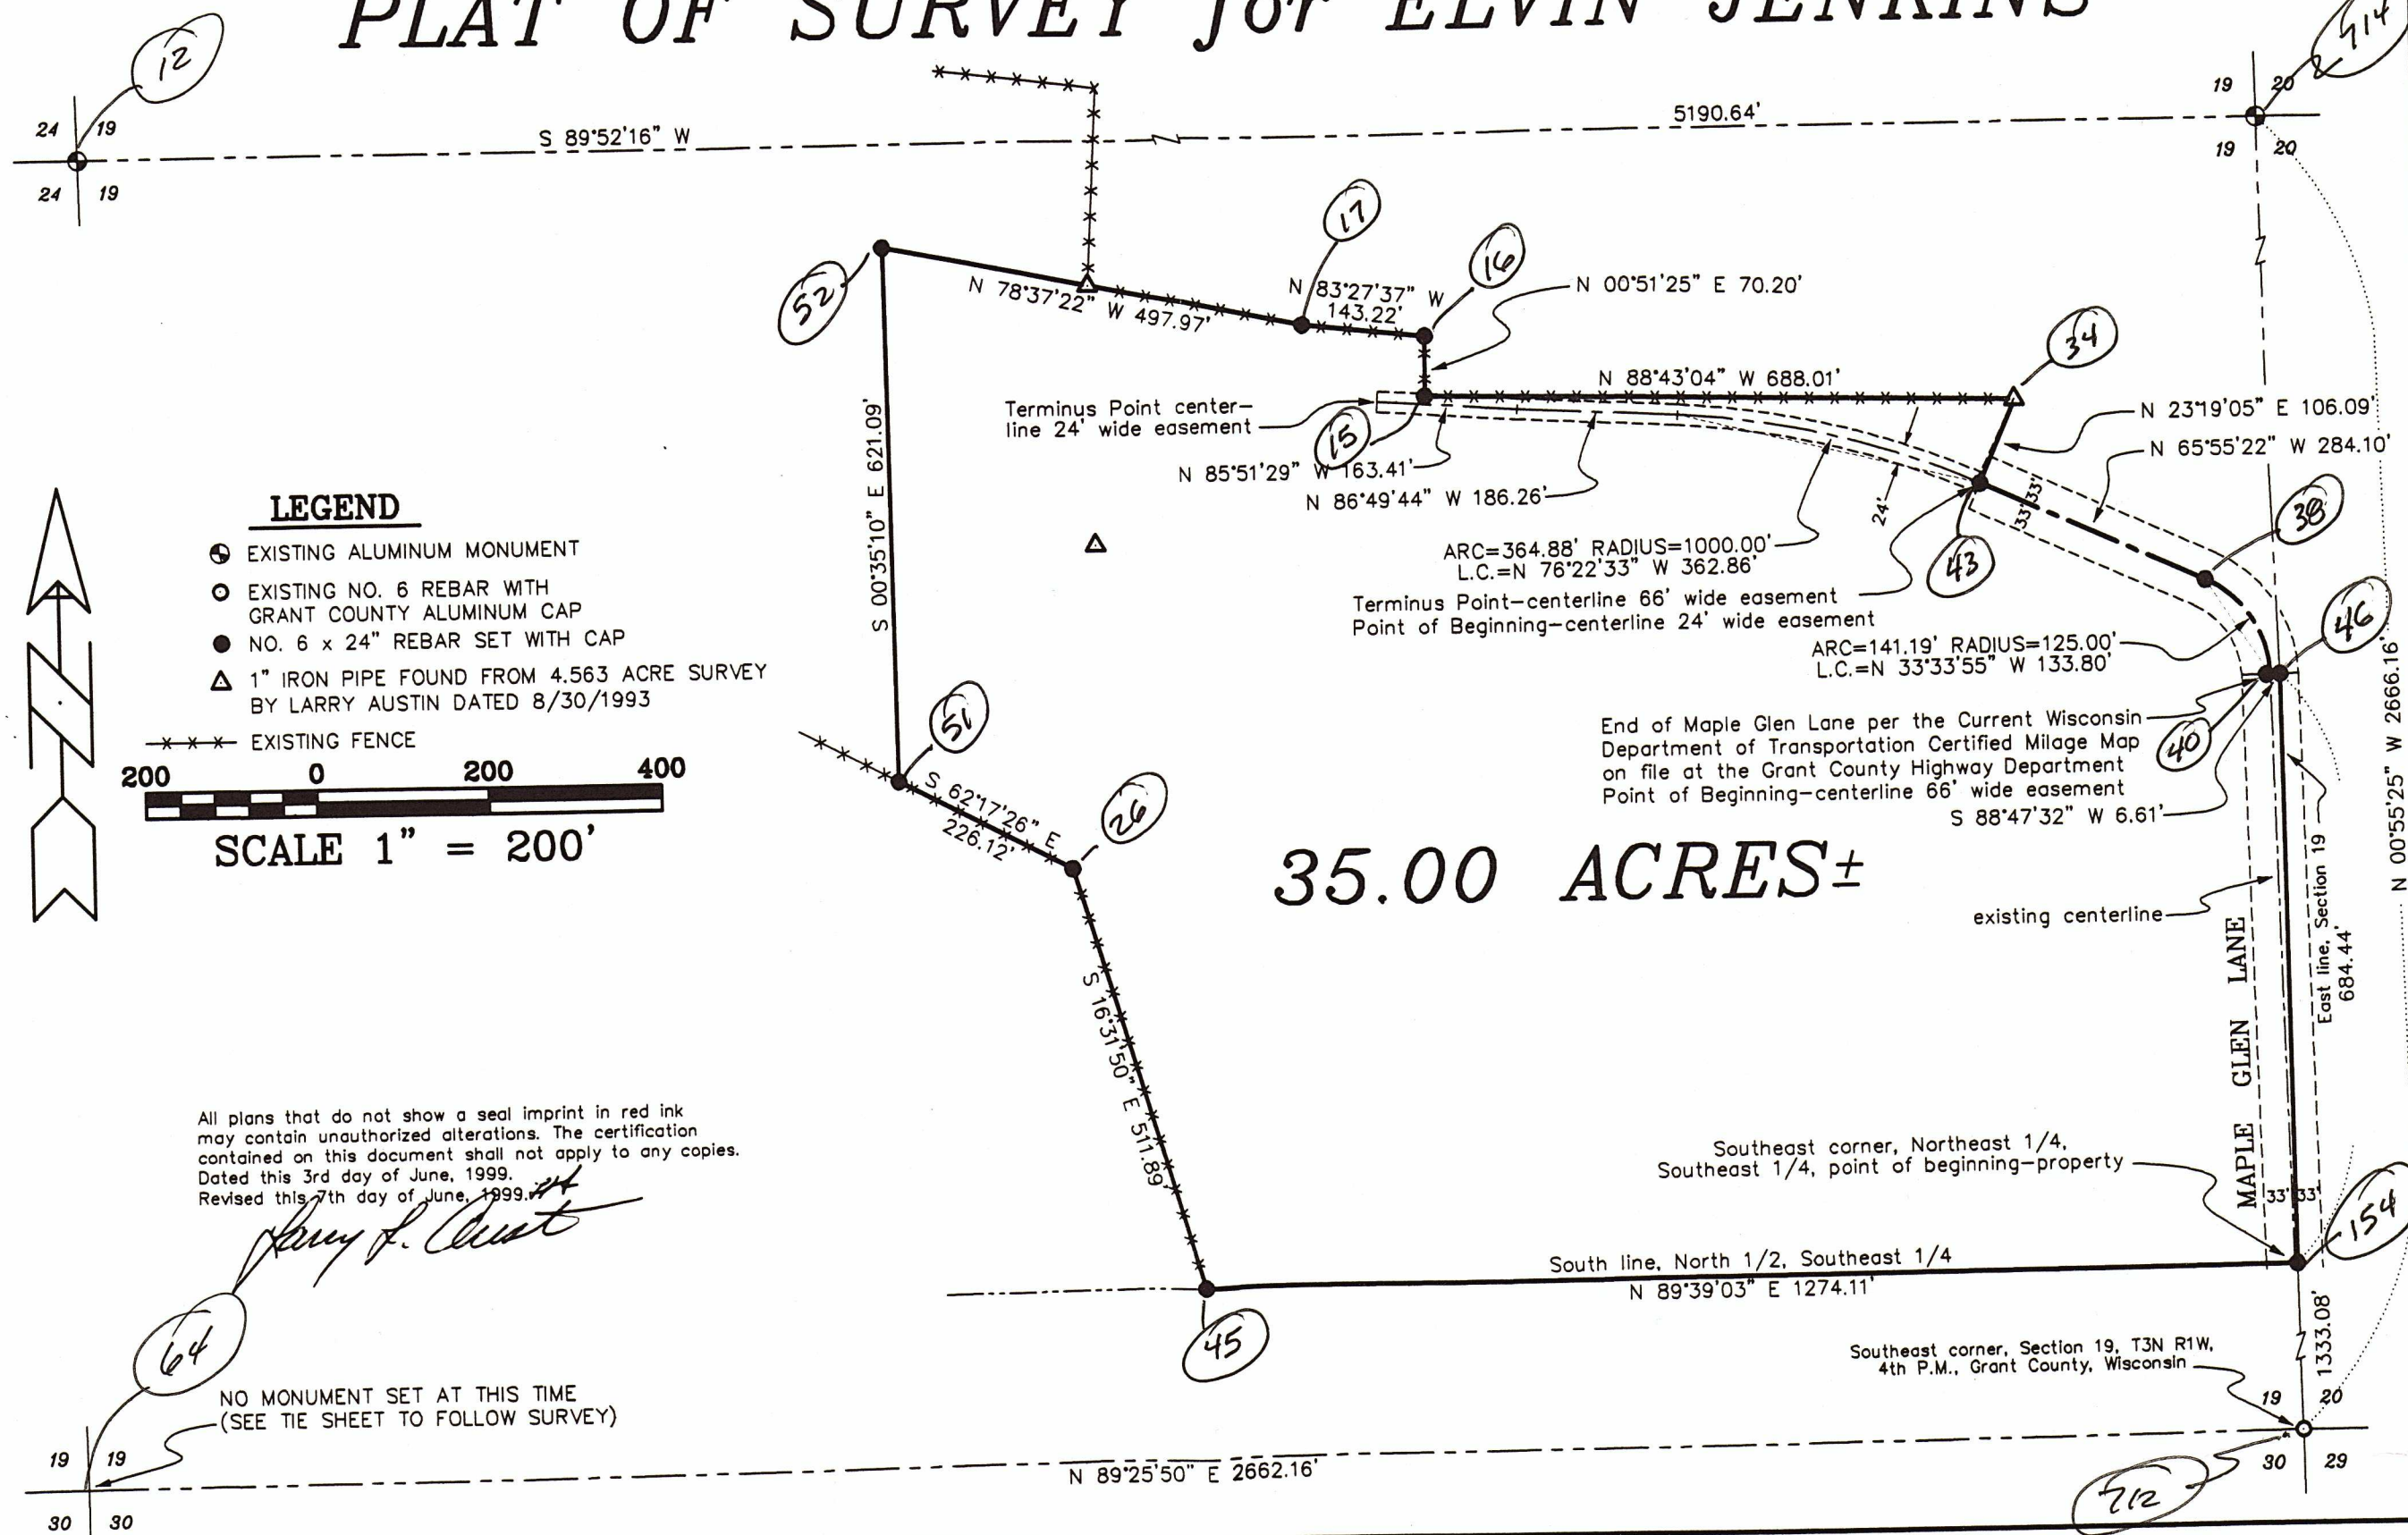 PLAT OF SURVEY for ELVIN JENKINS
12
714
24 19
24 19
S 89°52'16" W
5190.64'
19 20
19 20
52
17
16
N 78°37'22" W 497.97'
N 83°27'37" W
143.22'
N 00°51'25" E 70.20'
34
N 88°43'04" W 688.01'
Terminus Point center-
line 24' wide easement
15
N 85°51'29" W 163.41'
N 86°49'44" W 186.26'
N 23°19'05" E 106.09'
N 65°55'22" W 284.10'
24'
33' 33'
38
43
ARC=364.88' RADIUS=1000.00'
L.C.=N 76°22'33" W 362.86'
Terminus Point-centerline 66' wide easement
Point of Beginning-centerline 24' wide easement
46
ARC=141.19' RADIUS=125.00'
L.C.=N 33°33'55" W 133.80'
N 00°55'25" W 2666.16'
S 00°35'10" E 621.09'
LEGEND
EXISTING ALUMINUM MONUMENT
EXISTING NO. 6 REBAR WITH
GRANT COUNTY ALUMINUM CAP
NO. 6 x 24" REBAR SET WITH CAP
1" IRON PIPE FOUND FROM 4.563 ACRE SURVEY
BY LARRY AUSTIN DATED 8/30/1993
EXISTING FENCE
200 0 200 400
SCALE 1" = 200'
51
S 62°17'26" E
226.12'
26
End of Maple Glen Lane per the Current Wisconsin
Department of Transportation Certified Milage Map
on file at the Grant County Highway Department
Point of Beginning-centerline 66' wide easement
40
S 88°47'32" W 6.61'
35.00 ACRES±
existing centerline
East line, Section 19
684.44'
MAPLE GLEN LANE
S 16°31'50" E 511.89'
All plans that do not show a seal imprint in red ink
may contain unauthorized alterations. The certification
contained on this document shall not apply to any copies.
Dated this 3rd day of June, 1999.
Revised this 7th day of June, 1999.
Southeast corner, Northeast 1/4,
Southeast 1/4, point of beginning-property
33' 33'
154
South line, North 1/2, Southeast 1/4
N 89°39'03" E 1274.11'
45
64
NO MONUMENT SET AT THIS TIME
(SEE TIE SHEET TO FOLLOW SURVEY)
1333.08'
Southeast corner, Section 19, T3N R1W,
4th P.M., Grant County, Wisconsin
19 20
30 29
712
19 19
30 30
N 89°25'50" E 2662.16'